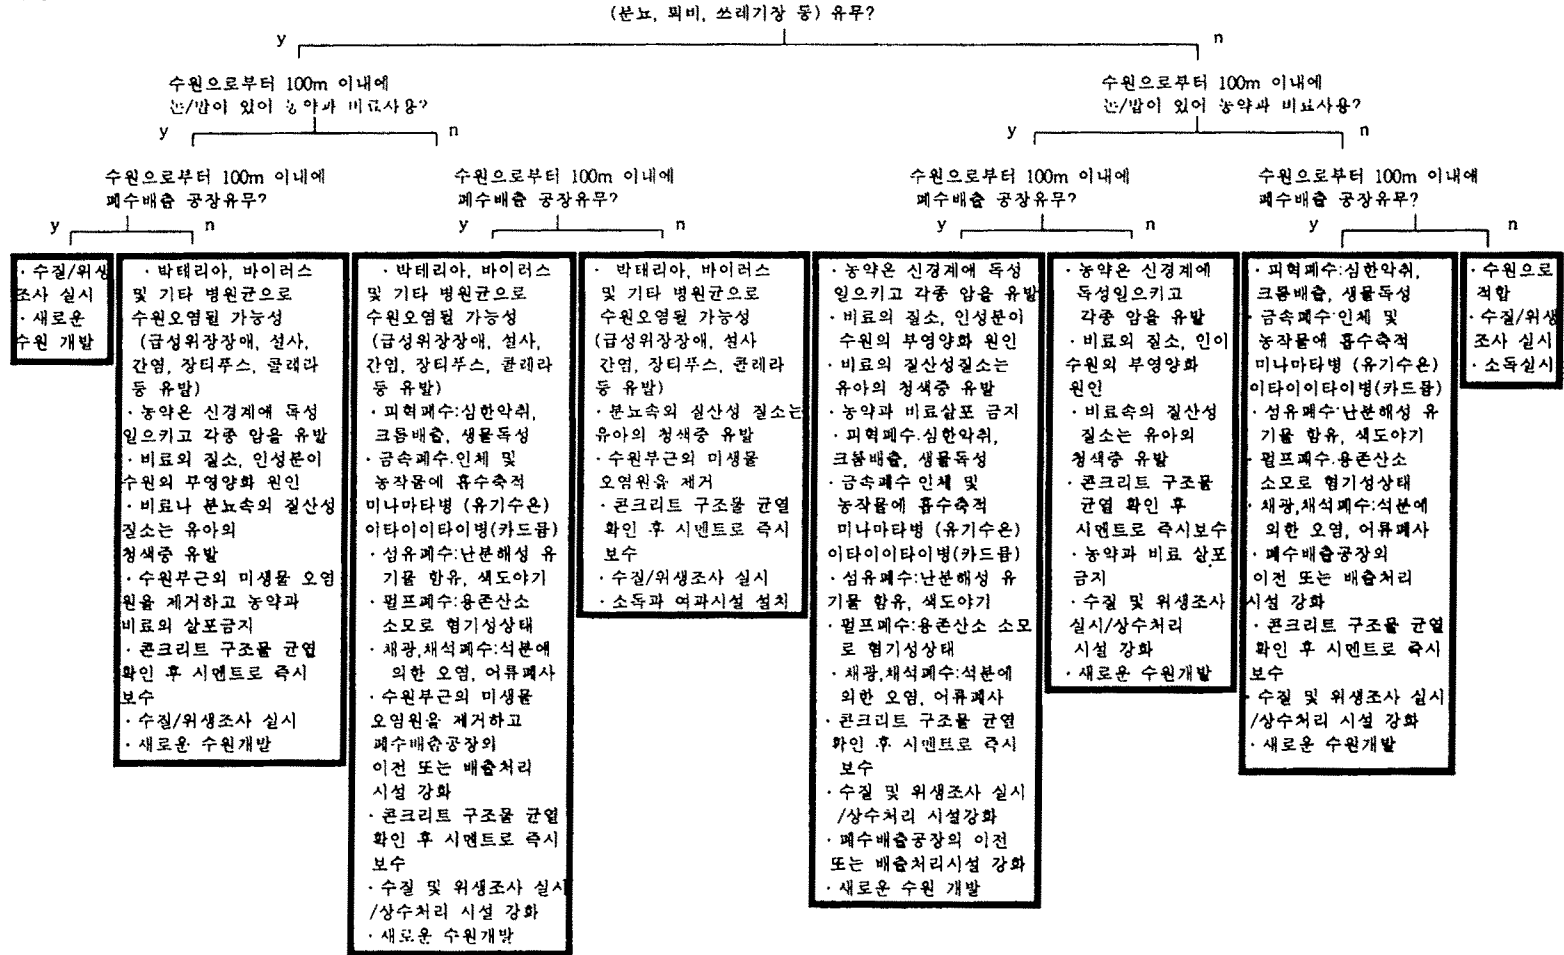 (분뇨, 퇴비, 쓰레기장 등) 유무?
y
n
수원으로부터 100m 이내에
논/밭이 있어 농약과 비료사용?
y
n
수원으로부터 100m 이내에
논/밭이 있어 농약과 비료사용?
y
n
수원으로부터 100m 이내에
폐수배출 공장유무?
y
n
수원으로부터 100m 이내에
폐수배출 공장유무?
y
n
수원으로부터 100m 이내에
폐수배출 공장유무?
y
n
수원으로부터 100m 이내에
폐수배출 공장유무?
y
n
· 수질/위생
조사 실시
· 새로운
수원 개발
· 박테리아, 바이러스
및 기타 병원균으로
수원오염될 가능성
(급성위장장애, 설사,
간염, 장티푸스, 콜레라
등 유발)
· 농약은 신경계에 독성
일으키고 각종 암을 유발
· 비료의 질소, 인성분이
수원의 부영양화 원인
· 비료나 분뇨속의 질산성
질소는 유아의
청색증 유발
· 수원부근의 미생물 오염
원을 제거하고 농약과
비료의 살포금지
· 콘크리트 구조물 균열
확인 후 시멘트로 즉시
보수
· 수질/위생조사 실시
· 새로운 수원개발
· 박테리아, 바이러스
및 기타 병원균으로
수원오염될 가능성
(급성위장장애, 설사,
간염, 장티푸스, 콜레라
등 유발)
· 피혁폐수:심한악취,
크롬배출, 생물독성
· 금속폐수:인체 및
농작물에 흡수축적
미나마타병 (유기수은)
이타이이타이병(카드뮴)
· 섬유폐수:난분해성 유
기물 함유, 색도야기
· 펄프폐수:용존산소
소모로 혐기성상태
· 채광,채석폐수:석분에
의한 오염, 어류폐사
· 수원부근의 미생물
오염원을 제거하고
폐수배출공장의
이전 또는 배출처리
시설 강화
· 콘크리트 구조물 균열
확인 후 시멘트로 즉시
보수
· 수질 및 위생조사 실시
/상수처리 시설 강화
· 새로운 수원개발
· 박테리아, 바이러스
및 기타 병원균으로
수원오염될 가능성
(급성위장장애, 설사,
간염, 장티푸스, 콜레라
등 유발)
· 분뇨속의 질산성 질소는
유아의 청색증 유발
· 수원부근의 미생물
오염원을 제거
· 콘크리트 구조물 균열
확인 후 시멘트로 즉시
보수
· 수질/위생조사 실시
· 소독과 여과시설 설치
· 농약은 신경계에 독성
일으키고 각종 암을 유발
· 비료의 질소, 인성분이
수원의 부영양화 원인
· 비료의 질산성질소는
유아의 청색증 유발
· 농약과 비료살포 금지
· 피혁폐수:심한악취,
크롬배출, 생물독성
· 금속폐수 인체 및
농작물에 흡수축적
미나마타병 (유기수은)
이타이이타이병(카드뮴)
· 섬유폐수:난분해성 유
기물 함유, 색도야기
· 펄프폐수:용존산소 소모
로 혐기성상태
· 채광,채석폐수:석분에
의한 오염, 어류폐사
· 콘크리트 구조물 균열
확인 후 시멘트로 즉시
보수
· 수질 및 위생조사 실시
/상수처리 시설강화
· 폐수배출공장의 이전
또는 배출처리시설 강화
· 새로운 수원 개발
· 농약은 신경계에
독성일으키고
각종 암을 유발
· 비료의 질소, 인이
수원의 부영양화
원인
· 비료속의 질산성
질소는 유아의
청색증 유발
· 콘크리트 구조물
균열 확인 후
시멘트로 즉시보수
· 농약과 비료 살포
금지
· 수질 및 위생조사
실시/상수처리
시설 강화
· 새로운 수원개발
· 피혁폐수:심한악취,
크롬배출, 생물독성
· 금속폐수:인체 및
농작물에 흡수축적
미나마타병 (유기수은)
이타이이타이병(카드뮴)
· 섬유폐수:난분해성 유
기물 함유, 색도야기
· 펄프폐수:용존산소
소모로 혐기성상태
· 채광,채석폐수:석분에
의한 오염, 어류폐사
· 폐수배출공장의
이전 또는 배출처리
시설 강화
· 콘크리트 구조물 균열
확인 후 시멘트로 즉시
보수
· 수질 및 위생조사 실시
/상수처리 시설 강화
· 새로운 수원개발
· 수원으로
적합
· 수질/위생
조사 실시
· 소독실시